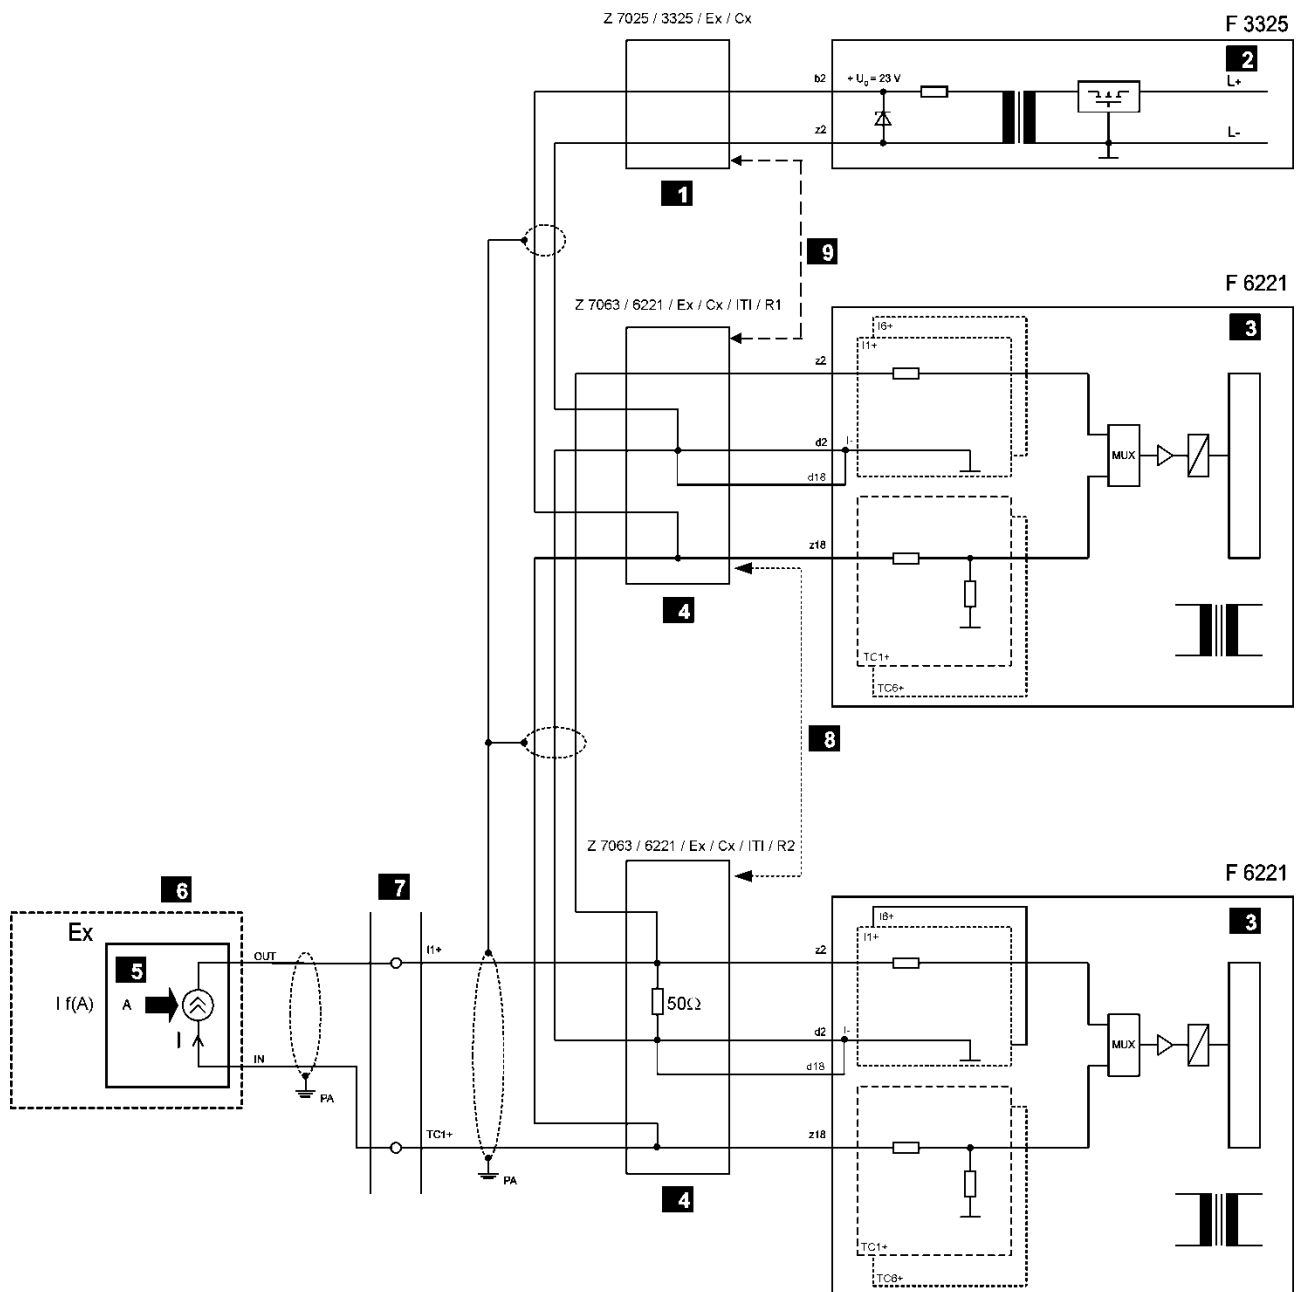 Z 7025 / 3325 / Ex / Cx
F 3325
2
b2
+ U0 = 23 V
L+
z2
L-
1
9
F 6221
Z 7063 / 6221 / Ex / Cx / ITI / R1
3
I6+
I1+
z2
d2
I-
MUX
d18
z18
4
TC1+
TC6+
8
Z 7063 / 6221 / Ex / Cx / ITI / R2
F 6221
6
7
3
I6+
Ex
I1+
I1+
OUT
z2
5
I f(A)
A
50Ω
I
d2
I-
MUX
IN
d18
PA
TC1+
z18
PA
4
TC1+
TC6+